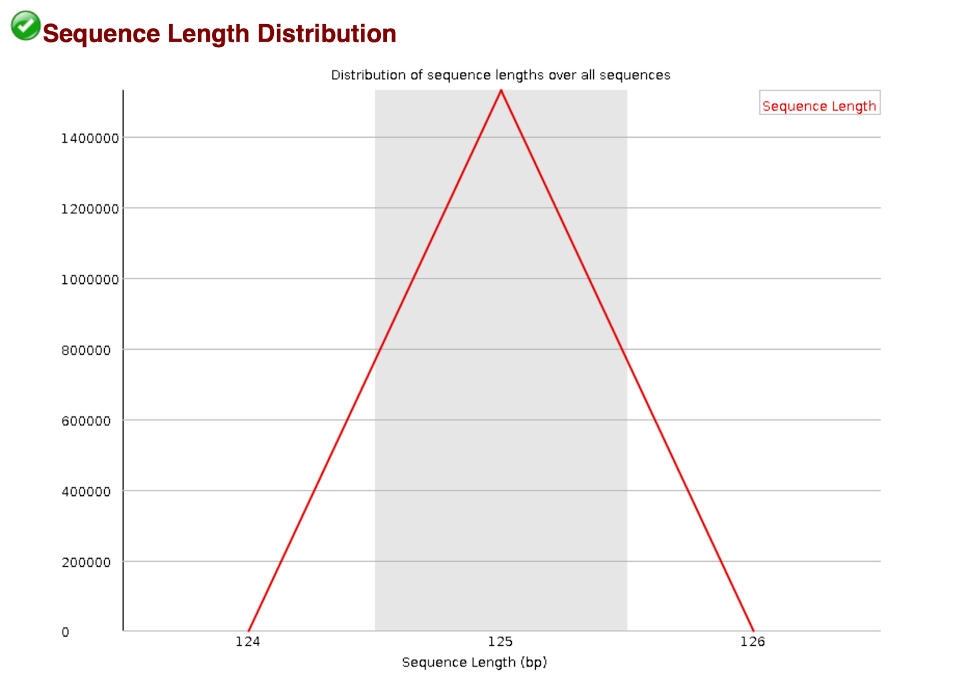 Sequence Length Distribution
Distribution of sequence lengths over all sequences
Sequence Length
1400000
1200000
1000000
800000
600000
400000
200000
0
124 125 126
Sequence Length (bp)